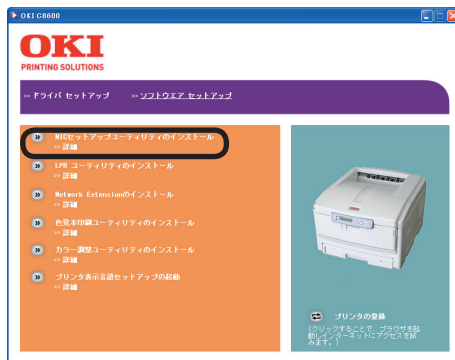 OKI C8600
OKI
PRINTING SOLUTIONS
>> ドライバ セットアップ >> ソフトウエア セットアップ
NICセットアップユーティリティのインストール
>> 詳細
LPR ユーティリティのインストール
>> 詳細
Network Extensionのインストール
>> 詳細
色見本印刷ユーティリティのインストール
>> 詳細
カラー調整ユーティリティのインストール
>> 詳細
プリンタ表示言語セットアップの起動
>> 詳細
プリンタの登録
(クリックすることで、ブラウザを起
動しインターネットにアクセスを試
みます。)